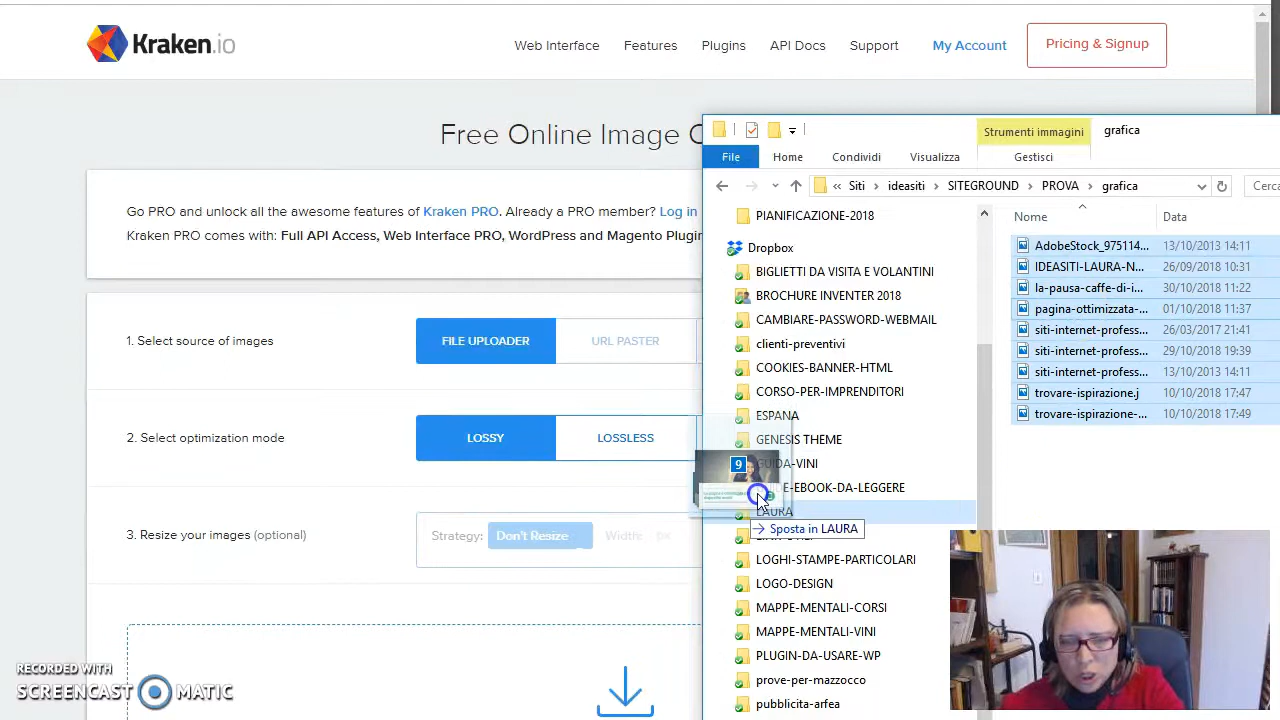 Kraken.io
Web Interface
Features
Plugins
API Docs
Support
My Account
Pricing & Signup
Free Online Image
Go PRO and unlock all the awesome features of Kraken PRO. Already a PRO member? Log in
Kraken PRO comes with: Full API Access, Web Interface PRO, WordPress and Magento Plugin
1. Select source of images
FILE UPLOADER
URL PASTER
2. Select optimization mode
LOSSY
LOSSLESS
3. Resize your images (optional)
Strategy:
Don't Resize
Width:
px
Strumenti immagini
grafica
File
Home
Condividi
Visualizza
Gestisci
« Siti › ideasiti › SITEGROUND › PROVA › grafica
Cerca
PIANIFICAZIONE-2018
Dropbox
BIGLIETTI DA VISITA E VOLANTINI
BROCHURE INVENTER 2018
CAMBIARE-PASSWORD-WEBMAIL
clienti-preventivi
COOKIES-BANNER-HTML
CORSO-PER-IMPRENDITORI
ESPANA
GENESIS THEME
GUIDA-VINI
-EBOOK-DA-LEGGERE
LAURA
LOGHI-STAMPE-PARTICOLARI
LOGO-DESIGN
MAPPE-MENTALI-CORSI
MAPPE-MENTALI-VINI
PLUGIN-DA-USARE-WP
prove-per-mazzocco
pubblicita-arfea
9
Sposta in LAURA
Nome
Data
AdobeStock_975114... 13/10/2013 14:11
IDEASITI-LAURA-N... 26/09/2018 10:31
la-pausa-caffe-di-i... 30/10/2018 11:22
pagina-ottimizzata-... 01/10/2018 11:37
siti-internet-profess... 26/03/2017 21:41
siti-internet-profess... 29/10/2018 19:39
siti-internet-profess... 13/10/2013 14:11
trovare-ispirazione.j 10/10/2018 17:47
trovare-ispirazione-... 10/10/2018 17:49
RECORDED WITH
SCREENCAST MATIC